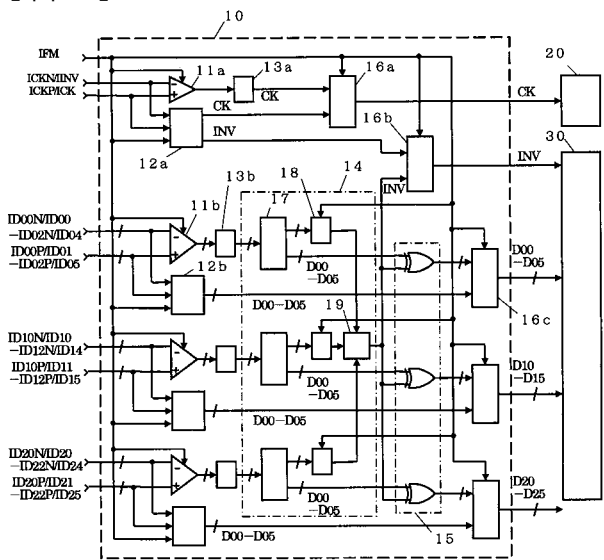 10
IFM
ICKN/IINV
ICKP/ICK
11a
13a
CK
16a
CK
12a
INV
16b
INV
CK
20
INV
30
13b
11b
17
18
14
ID00N/ID00
-ID02N/ID04
ID00P/ID01
-ID02P/ID05
12b
D00
-D05
D00-D05
D00
-D05
16c
19
ID10N/ID10
-ID12N/ID14
ID11P/ID11
-ID12P/ID15
D00
-D05
D00-D05
D10
-D15
ID20N/ID20
-ID22N/ID24
ID20P/ID21
-ID22P/ID25
D00
-D05
D00-D05
D20
-D25
15